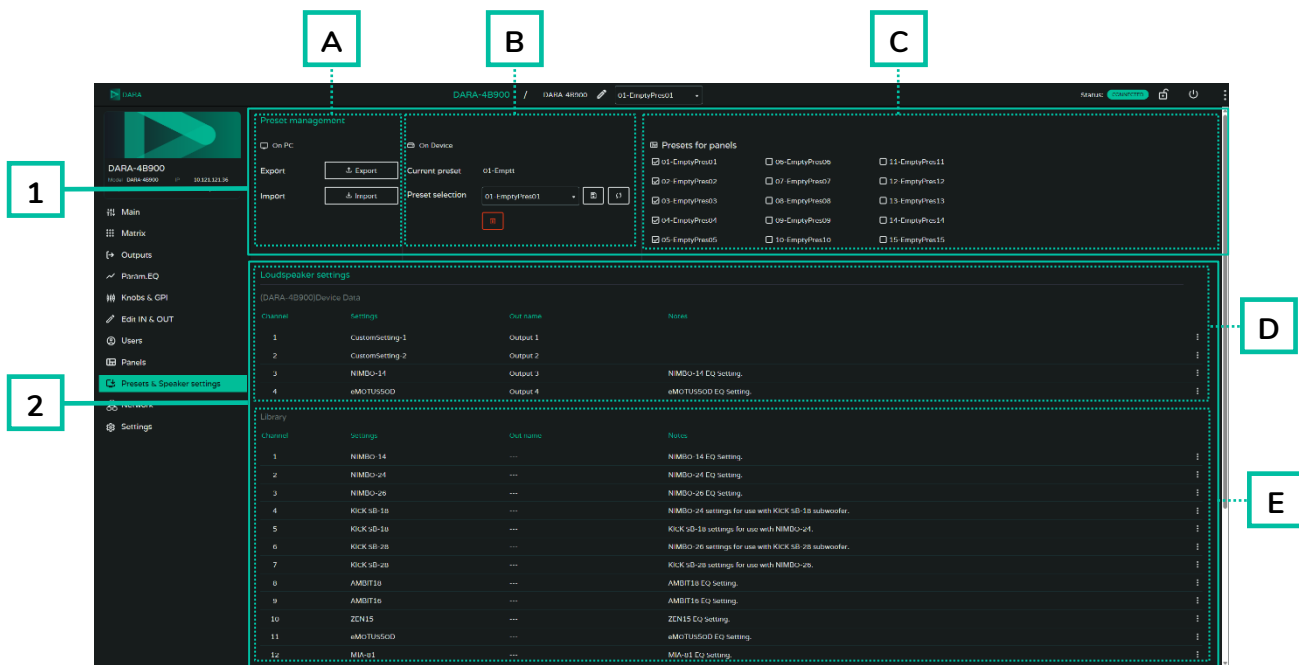 A
B
C
DARA
DARA-4B900 / DARA-4B900 01-EmptyPres01
Status: CONNECTED
DARA-4B900
Model DARA-4B900 IP 10.121.121.36
1
Main
Matrix
Outputs
Param.EQ
Knobs & GPI
Edit IN & OUT
Users
Panels
Presets & Speaker settings
2
Network
Settings
Preset management
On PC
Export Export
Import Import
On Device
Current preset 01-Emptt
Preset selection 01-EmptyPres01
Presets for panels
01-EmptyPres01 06-EmptyPres06 11-EmptyPres11
02-EmptyPres02 07-EmptyPres07 12-EmptyPres12
03-EmptyPres03 08-EmptyPres08 13-EmptyPres13
04-EmptyPres04 09-EmptyPres09 14-EmptyPres14
05-EmptyPres05 10-EmptyPres10 15-EmptyPres15
Loudspeaker settings
(DARA-4B900)Device Data
Channel Settings Out name Notes
1 CustomSetting-1 Output 1
2 CustomSetting-2 Output 2
3 NIMBO-14 Output 3 NIMBO-14 EQ Setting.
4 eMOTUS5OD Output 4 eMOTUS5OD EQ Setting.
D
Library
Channel Settings Out name Notes
1 NIMBO-14 --- NIMBO-14 EQ Setting.
2 NIMBO-24 --- NIMBO-24 EQ Setting.
3 NIMBO-26 --- NIMBO-26 EQ Setting.
4 KICK SB-18 --- NIMBO-24 settings for use with KICK SB-18 subwoofer.
5 KICK SB-18 --- KICK SB-18 settings for use with NIMBO-24.
6 KICK SB-28 --- NIMBO-26 settings for use with KICK SB-28 subwoofer.
7 KICK SB-28 --- KICK SB-28 settings for use with NIMBO-26.
8 AMBIT18 --- AMBIT18 EQ Setting.
9 AMBIT16 --- AMBIT16 EQ Setting.
10 ZEN15 --- ZEN15 EQ Setting.
11 eMOTUS5OD --- eMOTUS5OD EQ Setting.
12 MIA-81 --- MIA-81 EQ Setting.
E